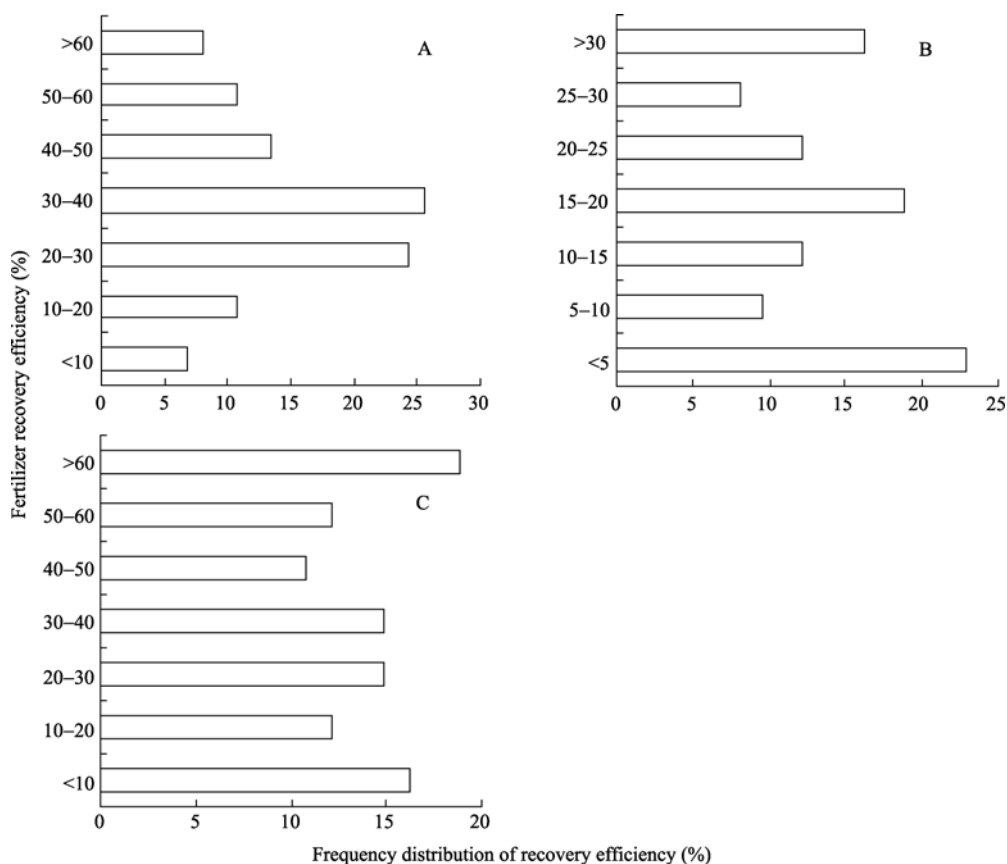 Fertilizer recovery efficiency (%)
A
>60
50–60
40–50
30–40
20–30
10–20
<10
0 5 10 15 20 25 30
B
>30
25–30
20–25
15–20
10–15
5–10
<5
0 5 10 15 20 25
C
>60
50–60
40–50
30–40
20–30
10–20
<10
0 5 10 15 20
Frequency distribution of recovery efficiency (%)